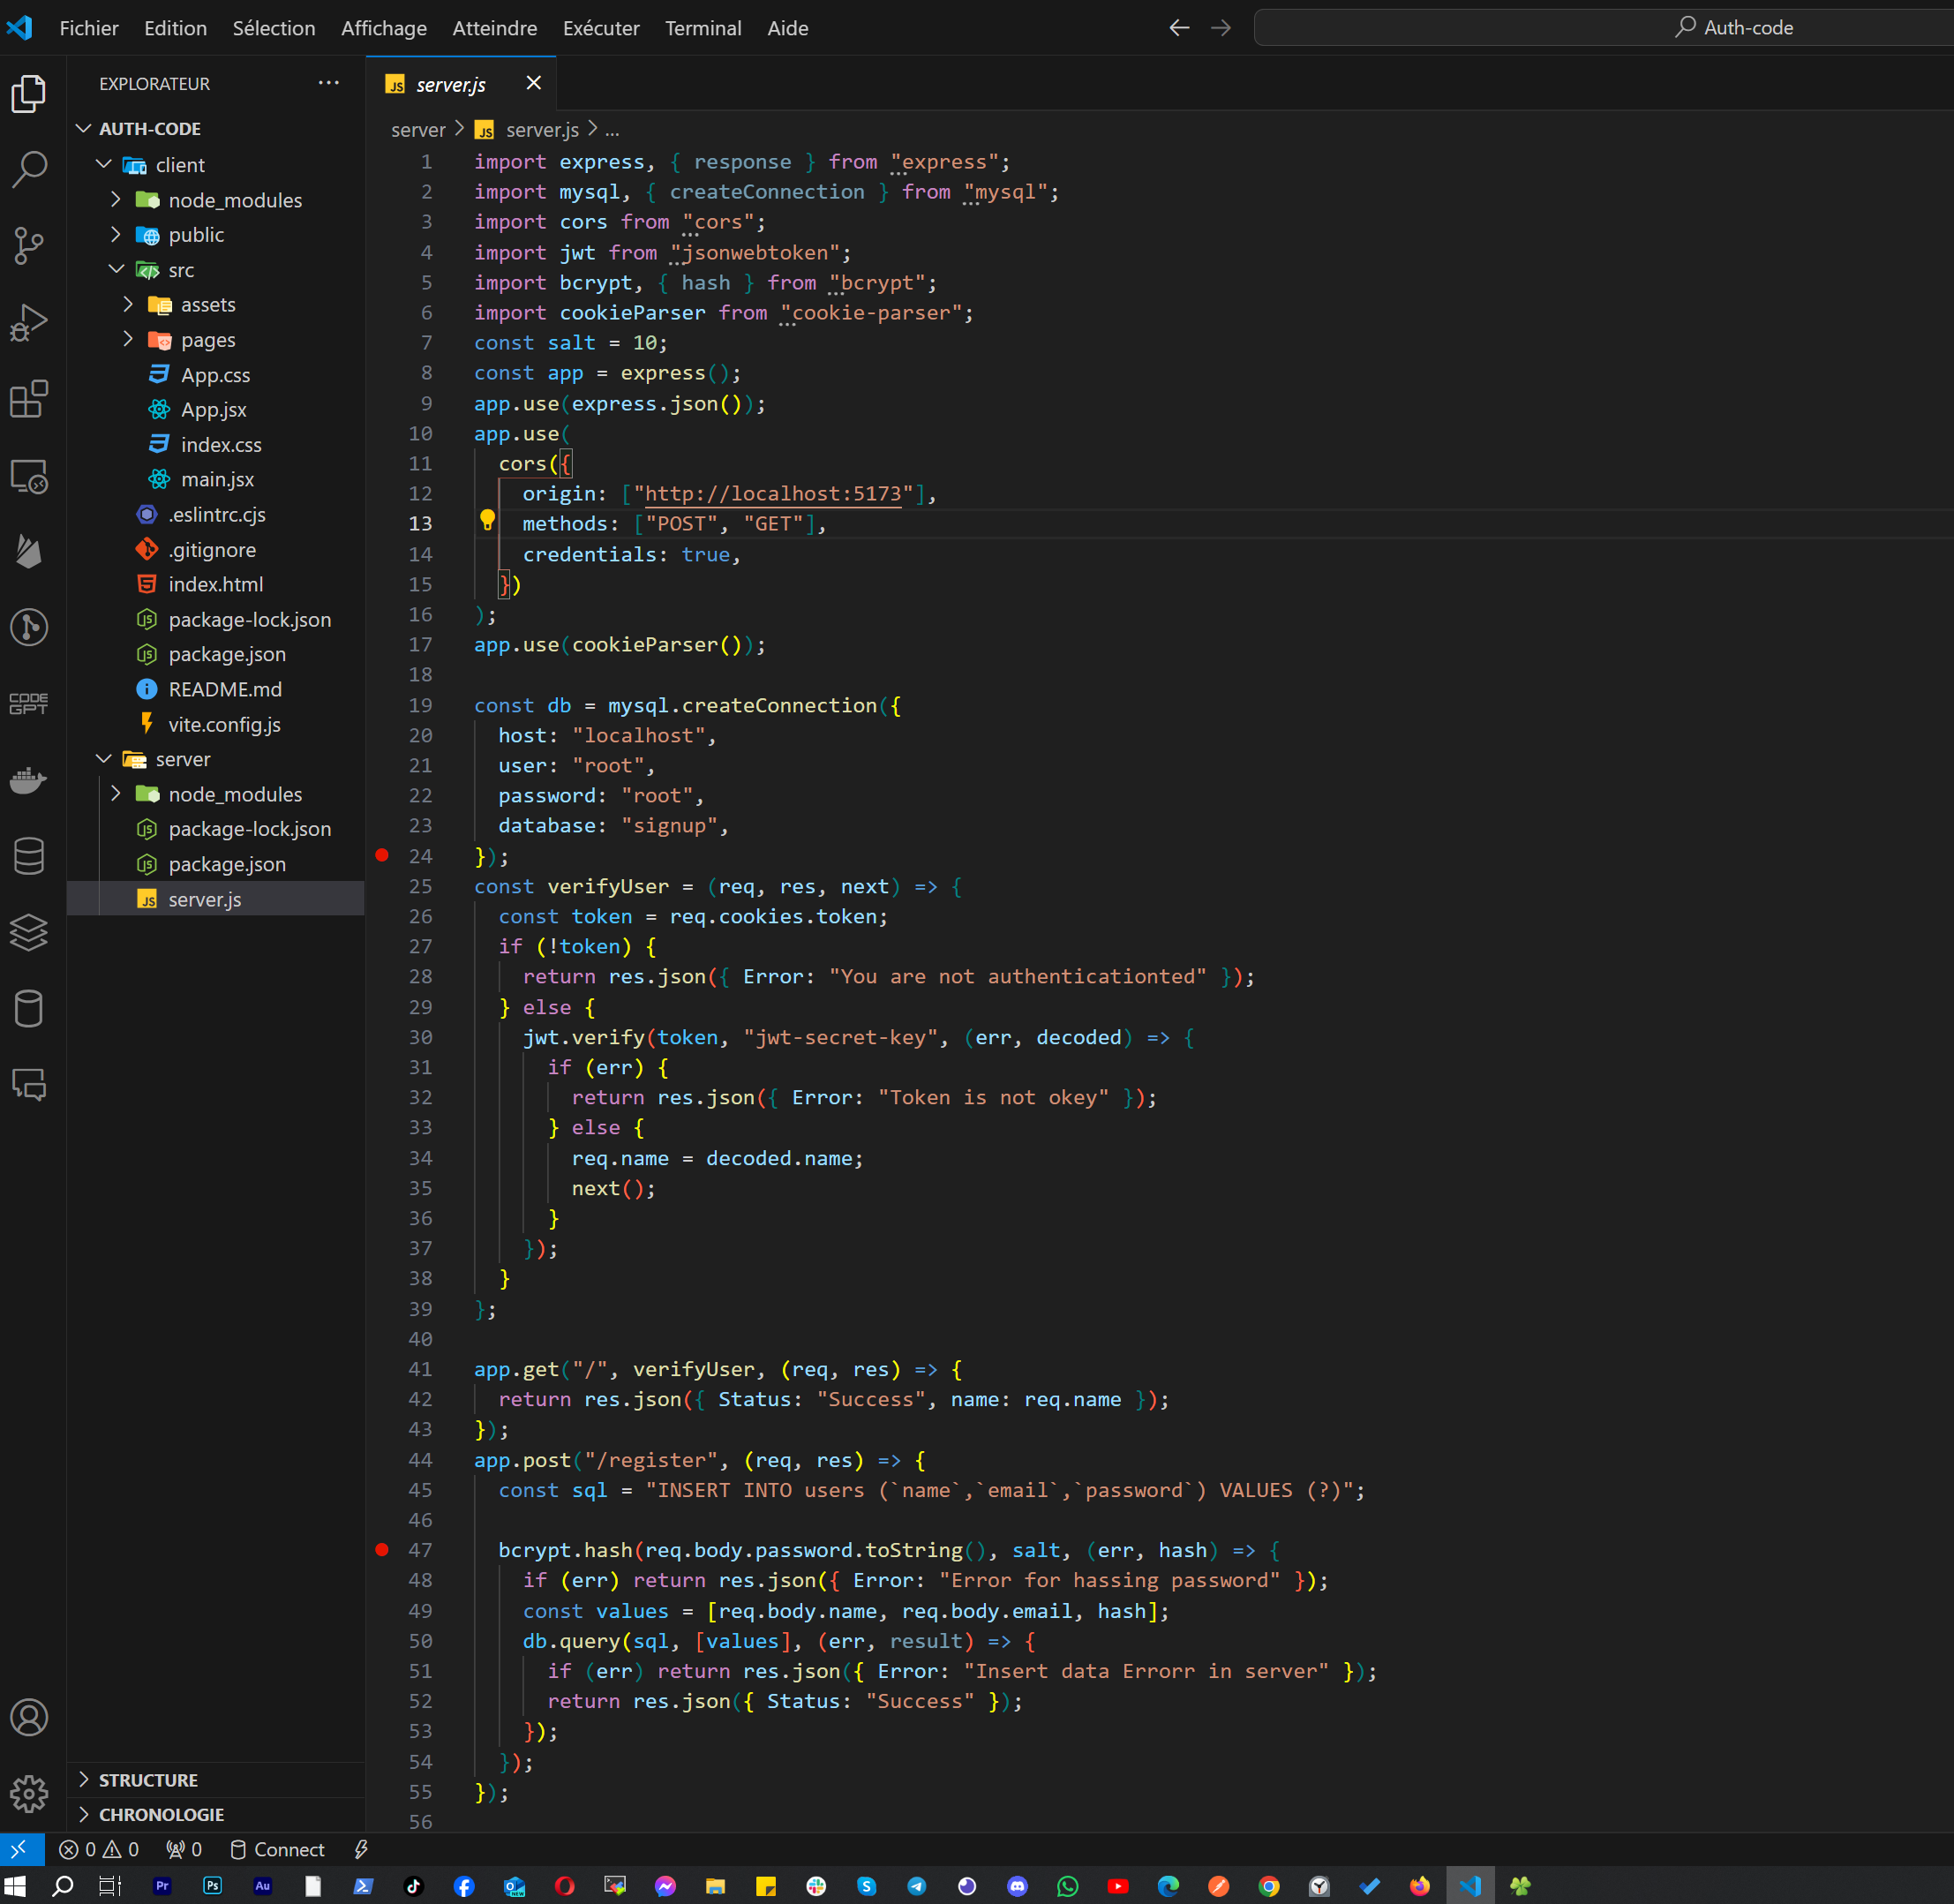 Fichier Edition Sélection Affichage Atteindre Exécuter Terminal Aide
Auth-code
EXPLORATEUR
AUTH-CODE
client
node_modules
public
src
assets
pages
App.css
App.jsx
index.css
main.jsx
.eslintrc.cjs
.gitignore
index.html
package-lock.json
package.json
README.md
vite.config.js
server
node_modules
package-lock.json
package.json
server.js
STRUCTURE
CHRONOLOGIE
server.js
server > server.js > ...
1 import express, { response } from "express";
2 import mysql, { createConnection } from "mysql";
3 import cors from "cors";
4 import jwt from "jsonwebtoken";
5 import bcrypt, { hash } from "bcrypt";
6 import cookieParser from "cookie-parser";
7 const salt = 10;
8 const app = express();
9 app.use(express.json());
10 app.use(
11   cors({
12     origin: ["http://localhost:5173"],
13     methods: ["POST", "GET"],
14     credentials: true,
15   })
16 );
17 app.use(cookieParser());
18
19 const db = mysql.createConnection({
20   host: "localhost",
21   user: "root",
22   password: "root",
23   database: "signup",
24 });
25 const verifyUser = (req, res, next) => {
26   const token = req.cookies.token;
27   if (!token) {
28     return res.json({ Error: "You are not authenticationted" });
29   } else {
30     jwt.verify(token, "jwt-secret-key", (err, decoded) => {
31       if (err) {
32         return res.json({ Error: "Token is not okey" });
33       } else {
34         req.name = decoded.name;
35         next();
36       }
37     });
38   }
39 };
40
41 app.get("/", verifyUser, (req, res) => {
42   return res.json({ Status: "Success", name: req.name });
43 });
44 app.post("/register", (req, res) => {
45   const sql = "INSERT INTO users (`name`,`email`,`password`) VALUES (?)";
46
47   bcrypt.hash(req.body.password.toString(), salt, (err, hash) => {
48     if (err) return res.json({ Error: "Error for hassing password" });
49     const values = [req.body.name, req.body.email, hash];
50     db.query(sql, [values], (err, result) => {
51       if (err) return res.json({ Error: "Insert data Errorr in server" });
52       return res.json({ Status: "Success" });
53     });
54   });
55 });
56
CODE
GPT
0 0 0 Connect
Pr Ps Au